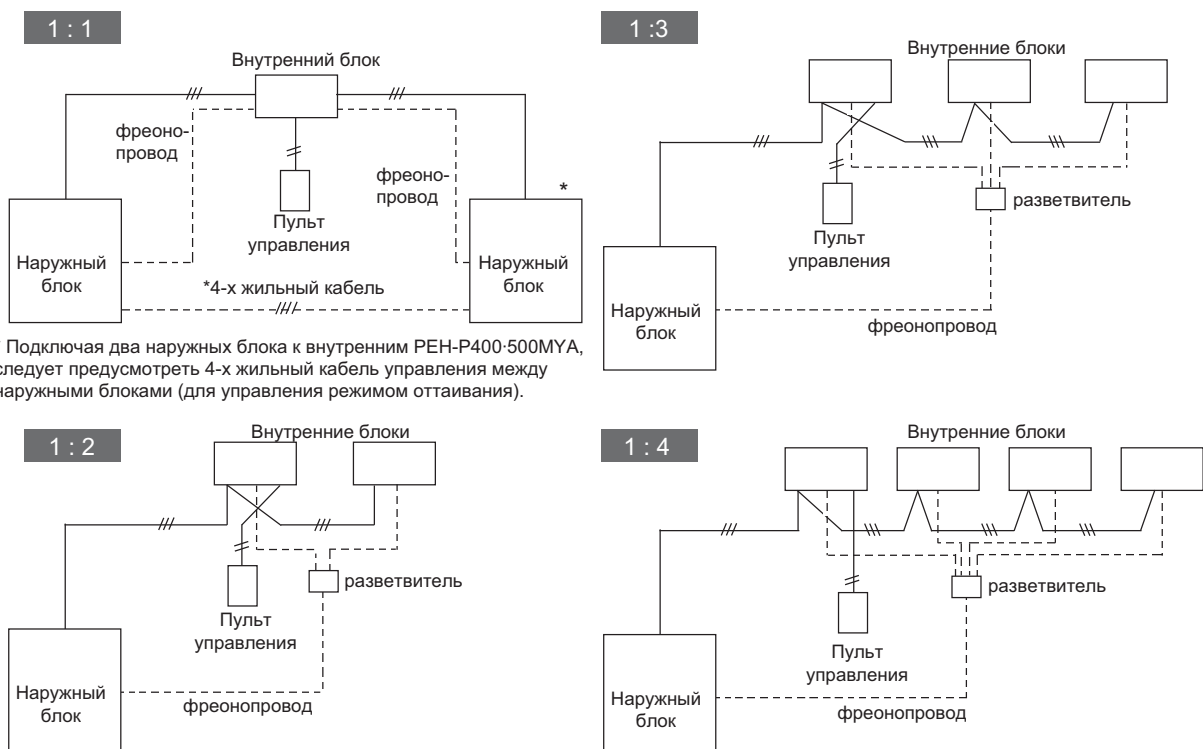 1 : 1
Внутренний блок
фреоно-
провод
фреоно-
провод
*
Пульт
управления
Наружный
блок
Наружный
блок
*4-х жильный кабель
* Подключая два наружных блока к внутренним PEH-P400·500MYA,
следует предусмотреть 4-х жильный кабель управления между
наружными блоками (для управления режимом оттаивания).
1 :3
Внутренние блоки
разветвитель
Пульт
управления
Наружный
блок
фреонопровод
1 : 2
Внутренние блоки
разветвитель
Пульт
управления
Наружный
блок
фреонопровод
1 : 4
Внутренние блоки
разветвитель
Пульт
управления
Наружный
блок
фреонопровод